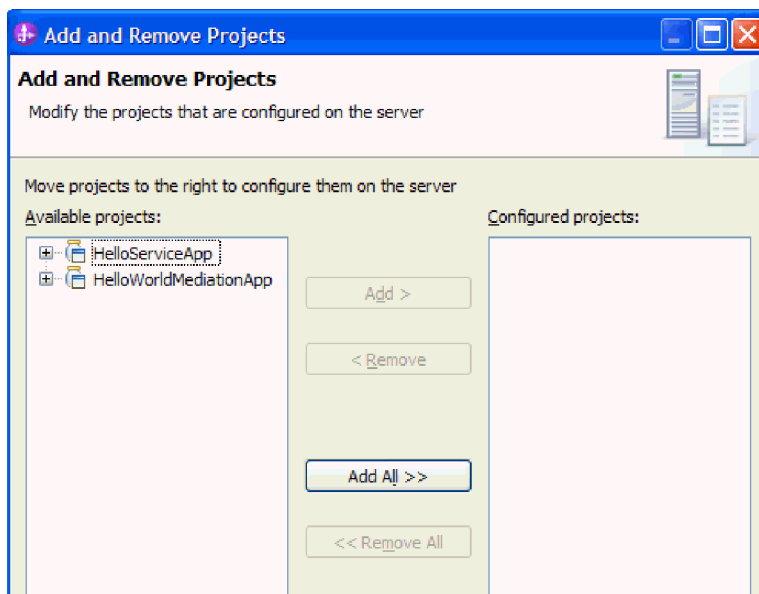 Add and Remove Projects
Add and Remove Projects
Modify the projects that are configured on the server
Move projects to the right to configure them on the server
Available projects:
Configured projects:
HelloServiceApp
HelloWorldMediationApp
Add >
< Remove
Add All >>
<< Remove All